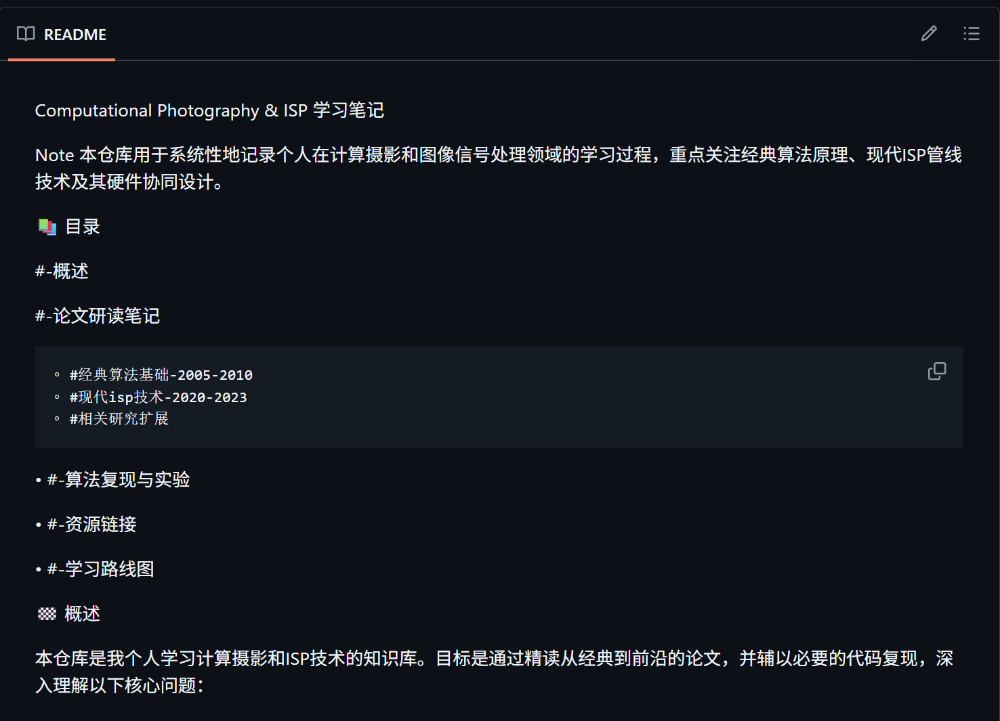 README
Computational Photography & ISP 学习笔记
Note 本仓库用于系统性地记录个人在计算摄影和图像信号处理领域的学习过程，重点关注经典算法原理、现代ISP管线
技术及其硬件协同设计。
📚 目录
#-概述
#-论文研读笔记
◦ #经典算法基础-2005-2010
◦ #现代isp技术-2020-2023
◦ #相关研究扩展
• #-算法复现与实验
• #-资源链接
• #-学习路线图
🏁 概述
本仓库是我个人学习计算摄影和ISP技术的知识库。目标是通过精读从经典到前沿的论文，并辅以必要的代码复现，深
入理解以下核心问题：